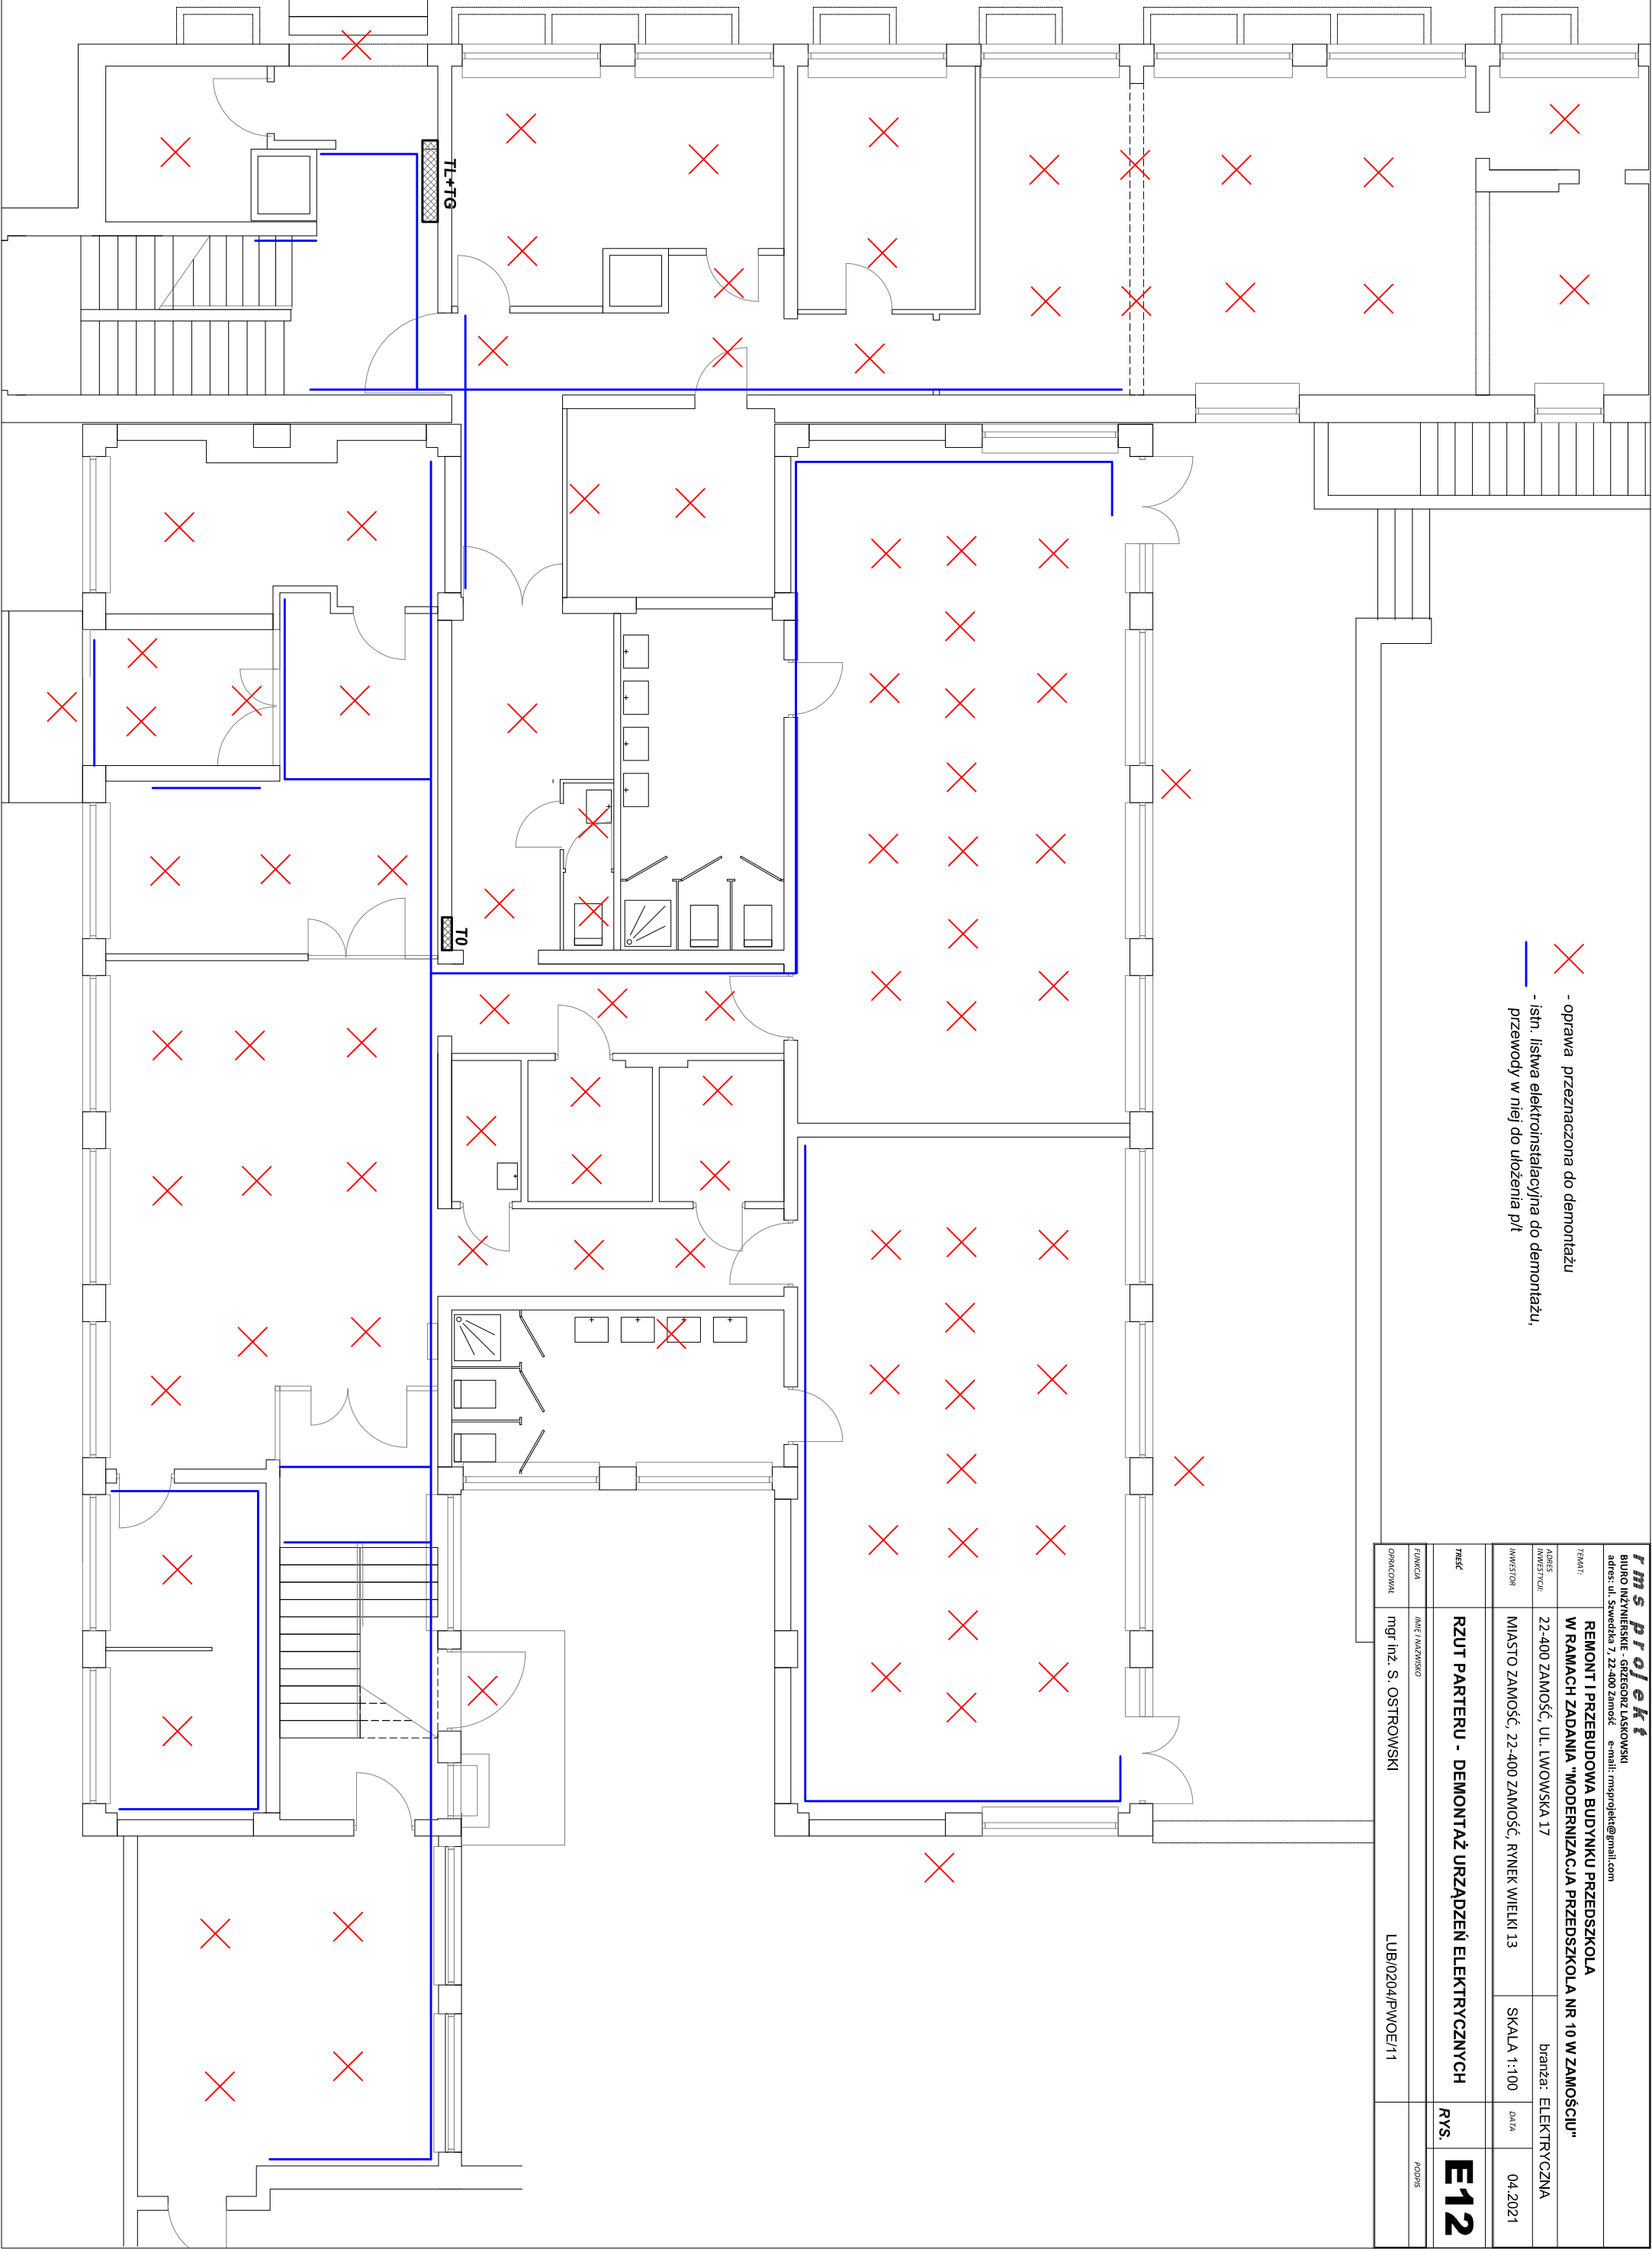 TL+TG
T0
- oprawa przeznaczona do demontażu
- istn. listwa elektroinstalacyjna do demontażu,
przewody w niej do ułożenia p/t
rms projekt
BIURO INŻYNIERSKIE - GRZEGORZ LASKOWSKI
adres: ul. Szwedzka 7, 22-400 Zamość e-mail: rmsprojekt@gmail.com
TEMAT:
REMONT I PRZEBUDOWA BUDYNKU PRZEDSZKOLA
W RAMACH ZADANIA "MODERNIZACJA PRZEDSZKOLA NR 10 W ZAMOŚCIU"
ADRES
INWESTYCJI:
22-400 ZAMOŚĆ, UL. LWOWSKA 17
branża: ELEKTRYCZNA
INWESTOR
MIASTO ZAMOŚĆ, 22-400 ZAMOŚĆ, RYNEK WIELKI 13
SKALA 1:100
DATA
04.2021
TREŚĆ
RZUT PARTERU - DEMONTAŻ URZĄDZEŃ ELEKTRYCZNYCH
RYS.
E12
FUNKCJA
IMIĘ I NAZWISKO
PODPIS
OPRACOWAŁ
mgr inż. S. OSTROWSKI
LUB/0204/PWOE/11